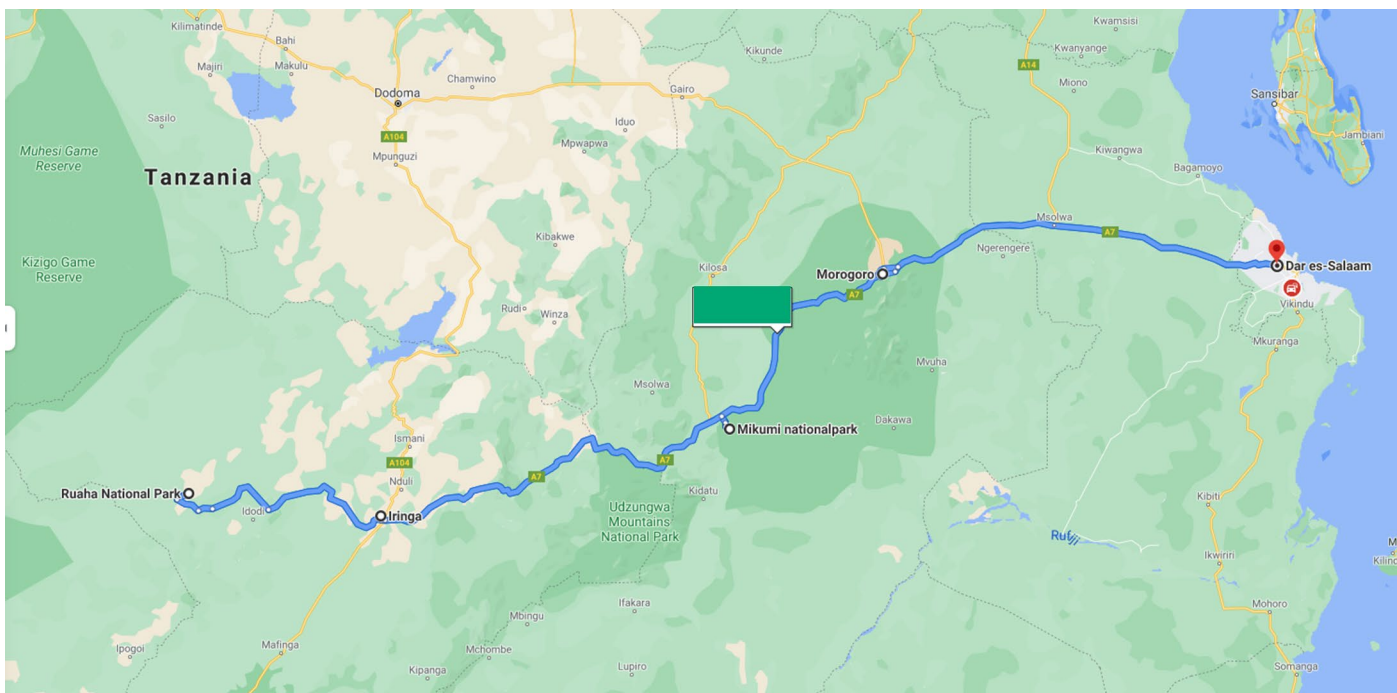 Kilimatinde
Kwamsisi
Bahi
Kikunde
Kwanyange
Majiri
Makulu
A14
Chamwino
Miono
Gairo
Dodoma
Sansibar
Sasilo
Iduo
A104
Jambiani
Muhesi Game
Reserve
Mpwapwa
Kiwangwa
Mpunguzi
Bagamoyo
Tanzania
Msolwa
A7
Kibakwe
Ngerengere
Kizigo Game
Reserve
Kilosa
Morogoro
Dar es-Salaam
A7
Rudi
Winza
Vikindu
Mkuranga
Mvuha
Msolwa
Dakawa
Mikumi nationalpark
Ismani
A104
A7
A7
Nduli
Ruaha National Park
Kidatu
Kibiti
Idodi
Iringa
Udzungwa
Mountains
National Park
Ikwiriri
Ifakara
Mohoro
Mbingu
Ipogoi
Mafinga
Mchombe
Kipanga
Lupiro
Somanga